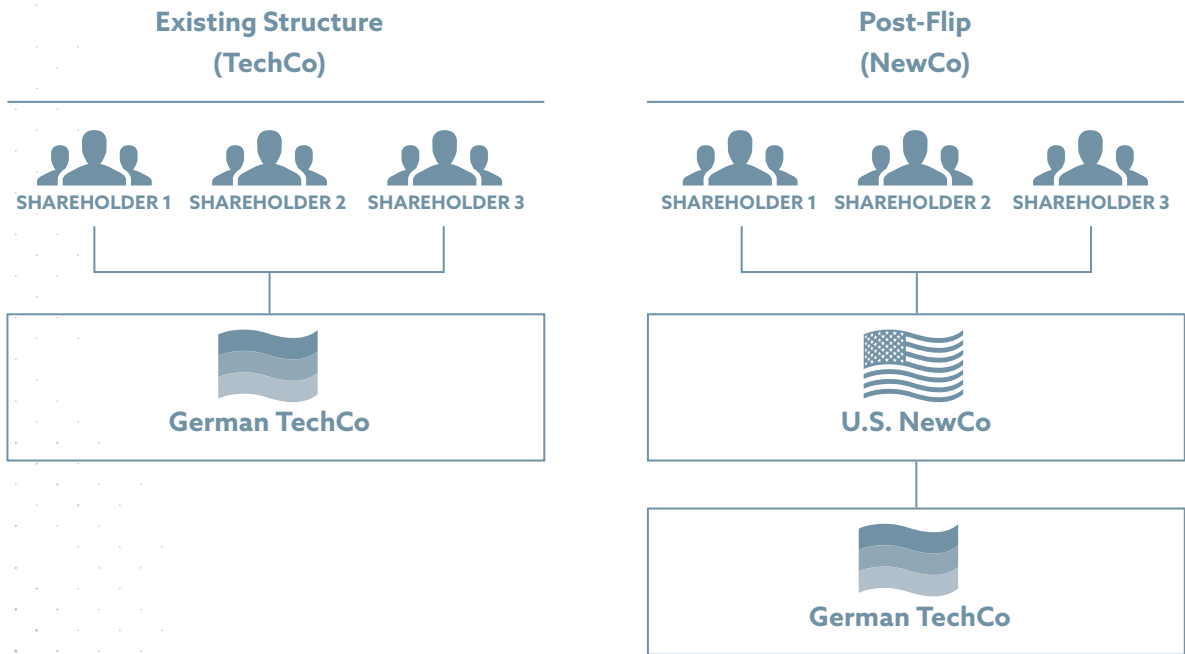 Existing Structure
(TechCo)
SHAREHOLDER 1 SHAREHOLDER 2 SHAREHOLDER 3
German TechCo
Post-Flip
(NewCo)
SHAREHOLDER 1 SHAREHOLDER 2 SHAREHOLDER 3
U.S. NewCo
German TechCo